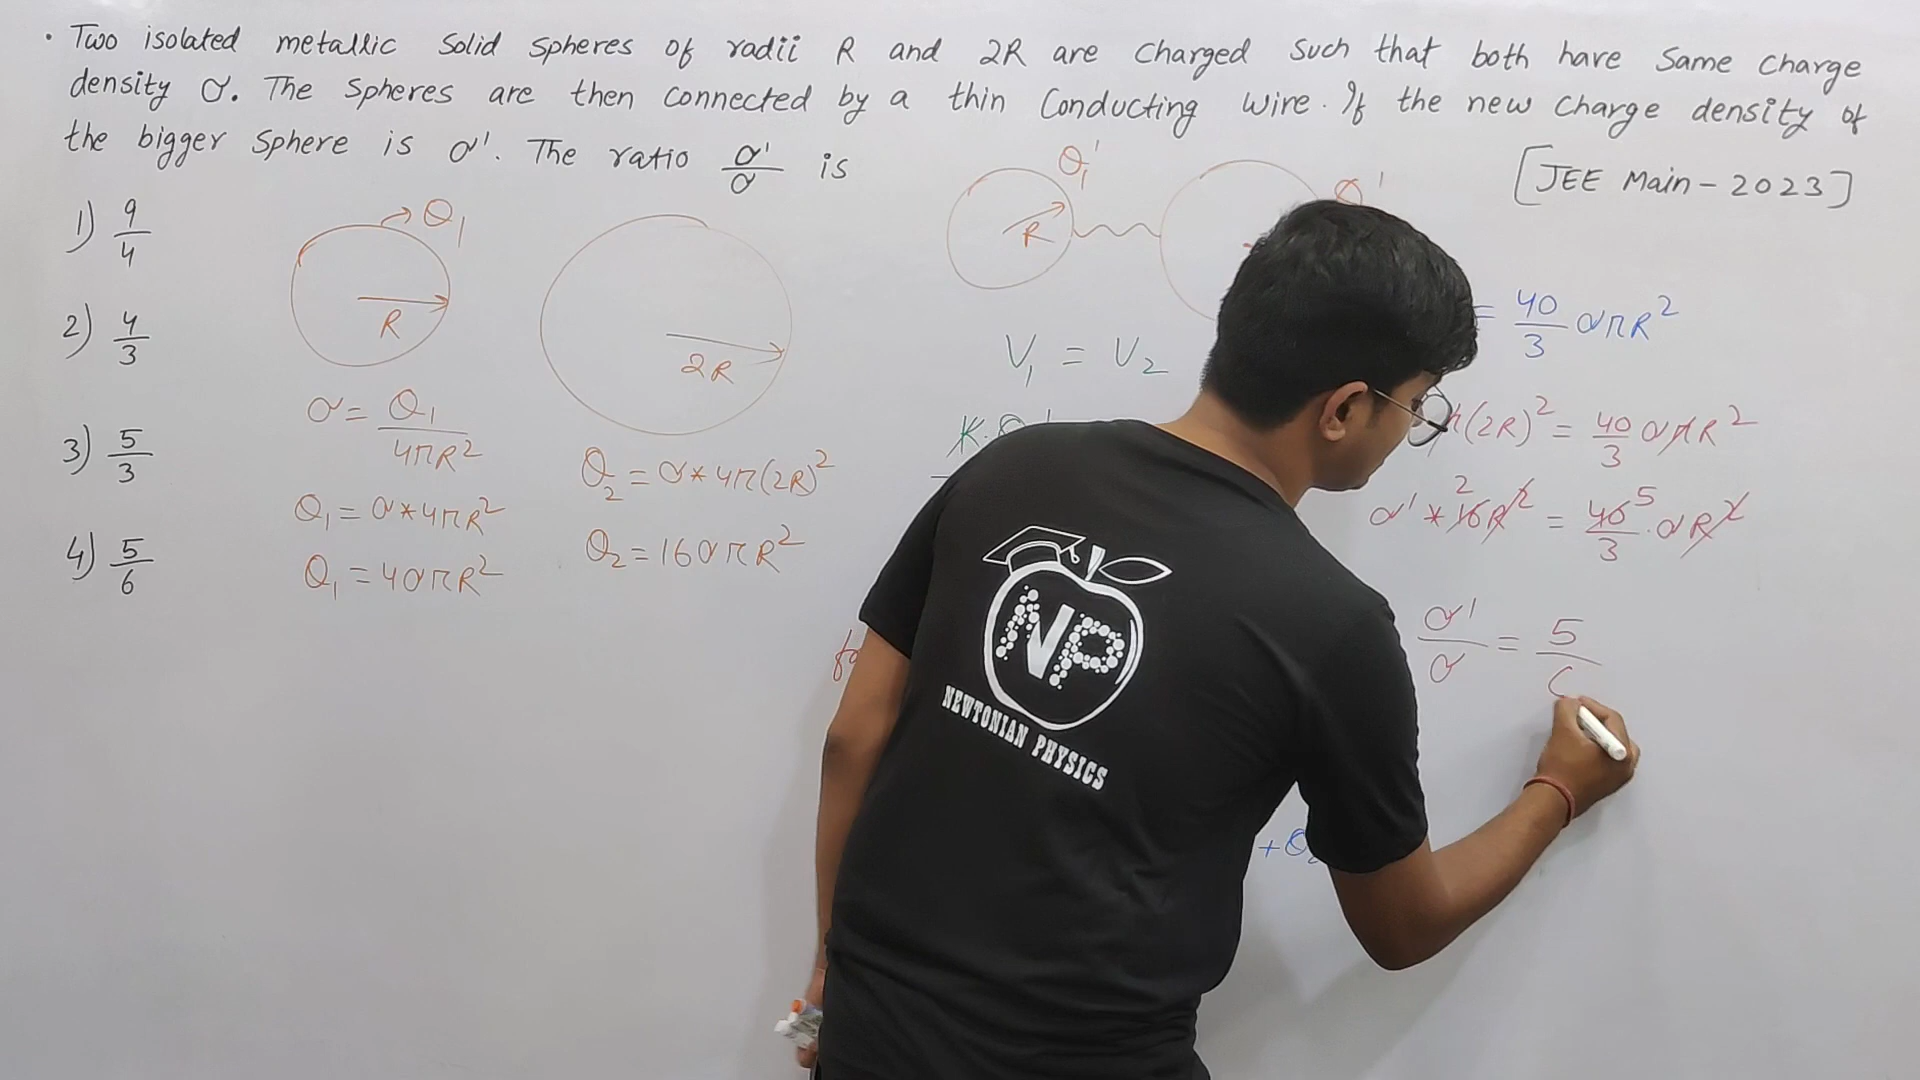 • Two isolated metallic solid spheres of radii R and 2R are charged such that both have same charge
density σ. The spheres are then connected by a thin conducting wire. If the new charge density of
the bigger sphere is σ'. The ratio σ'/σ is
[JEE Main - 2023]
1) 9/4
2) 4/3
3) 5/3
4) 5/6
Q₁
R
2R
σ = Q₁/4πR²
Q₁ = σ*4πR²
Q₁ = 4σπR²
Q₂ = σ*4π(2R)²
Q₂ = 16σπR²
Q₁'
R
V₁ = V₂
K.
= 40/3 σπR²
(2R)² = 40/3 σπR²
σ' * 16R² 2 = 40/3 5 . σR²
σ'/σ = 5/
+Q₂
NP
NEWTONIAN PHYSICS